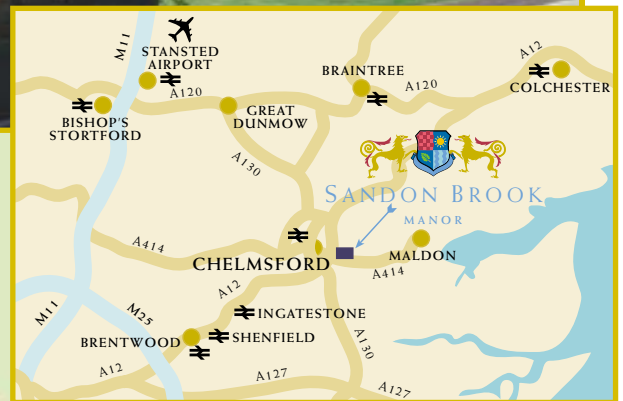 M11
STANSTED
AIRPORT
A120
BISHOP'S
STORTFORD
GREAT
DUNMOW
A130
BRAINTREE
A120
A12
COLCHESTER
SANDON BROOK
MANOR
A414
CHELMSFORD
MALDON
A414
A12
M11
M25
INGATESTONE
BRENTWOOD
SHENFIELD
A130
A12
A127
A127